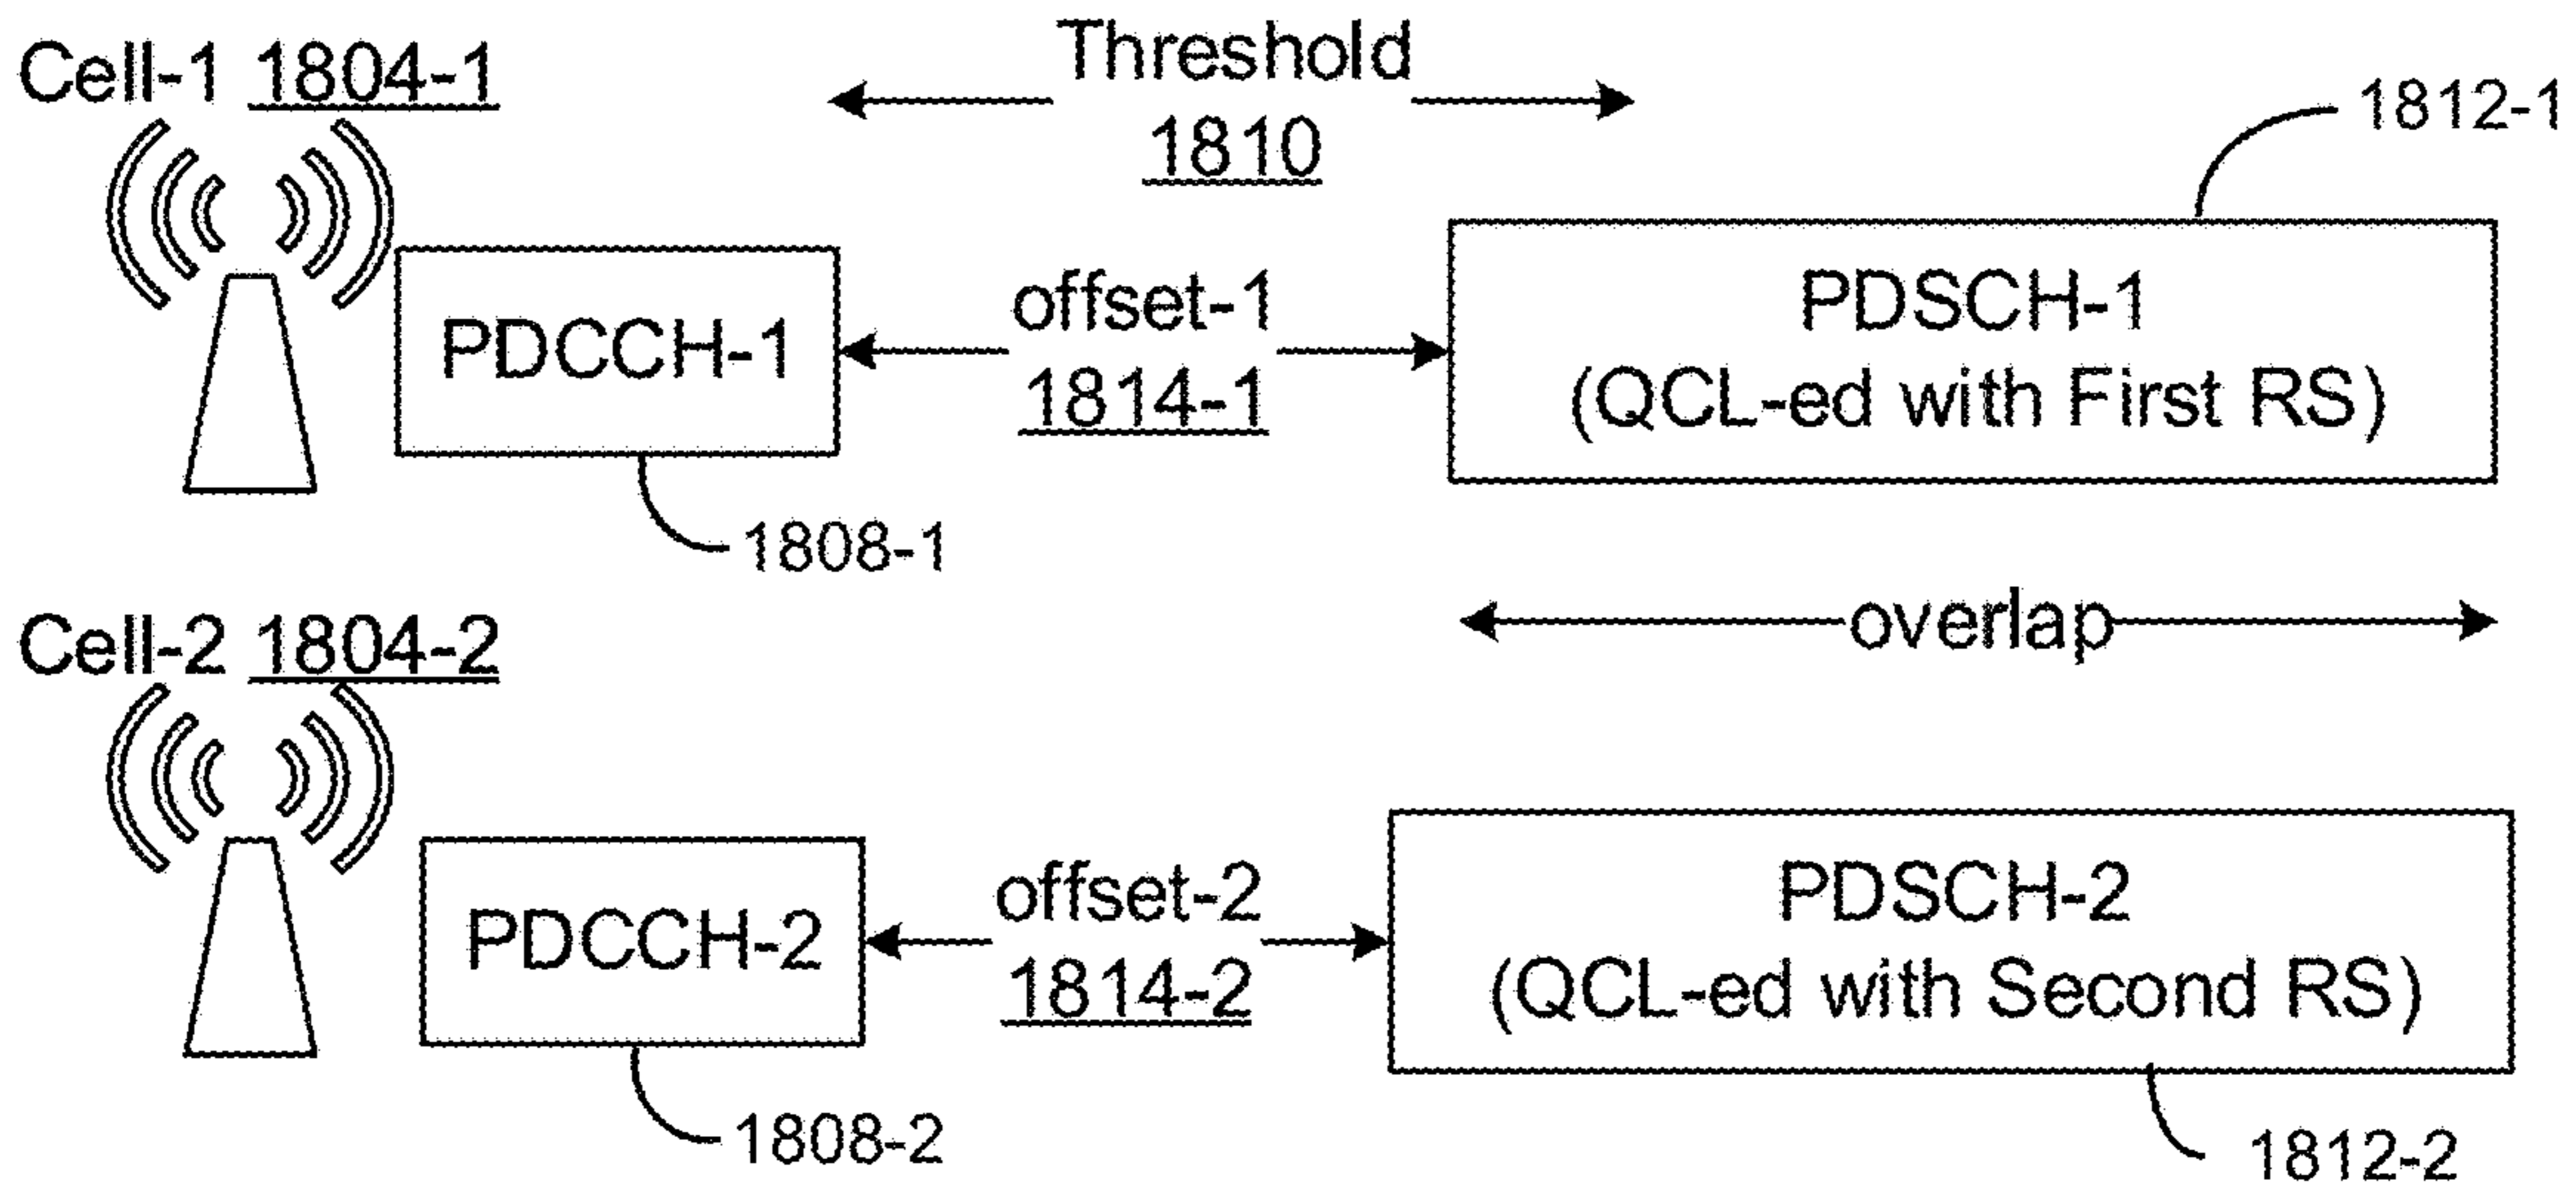 Cell-1 1804-1
Threshold
1810
1812-1
PDCCH-1
offset-1
1814-1
PDSCH-1
(QCL-ed with First RS)
1808-1
overlap
Cell-2 1804-2
PDCCH-2
offset-2
1814-2
PDSCH-2
(QCL-ed with Second RS)
1808-2
1812-2